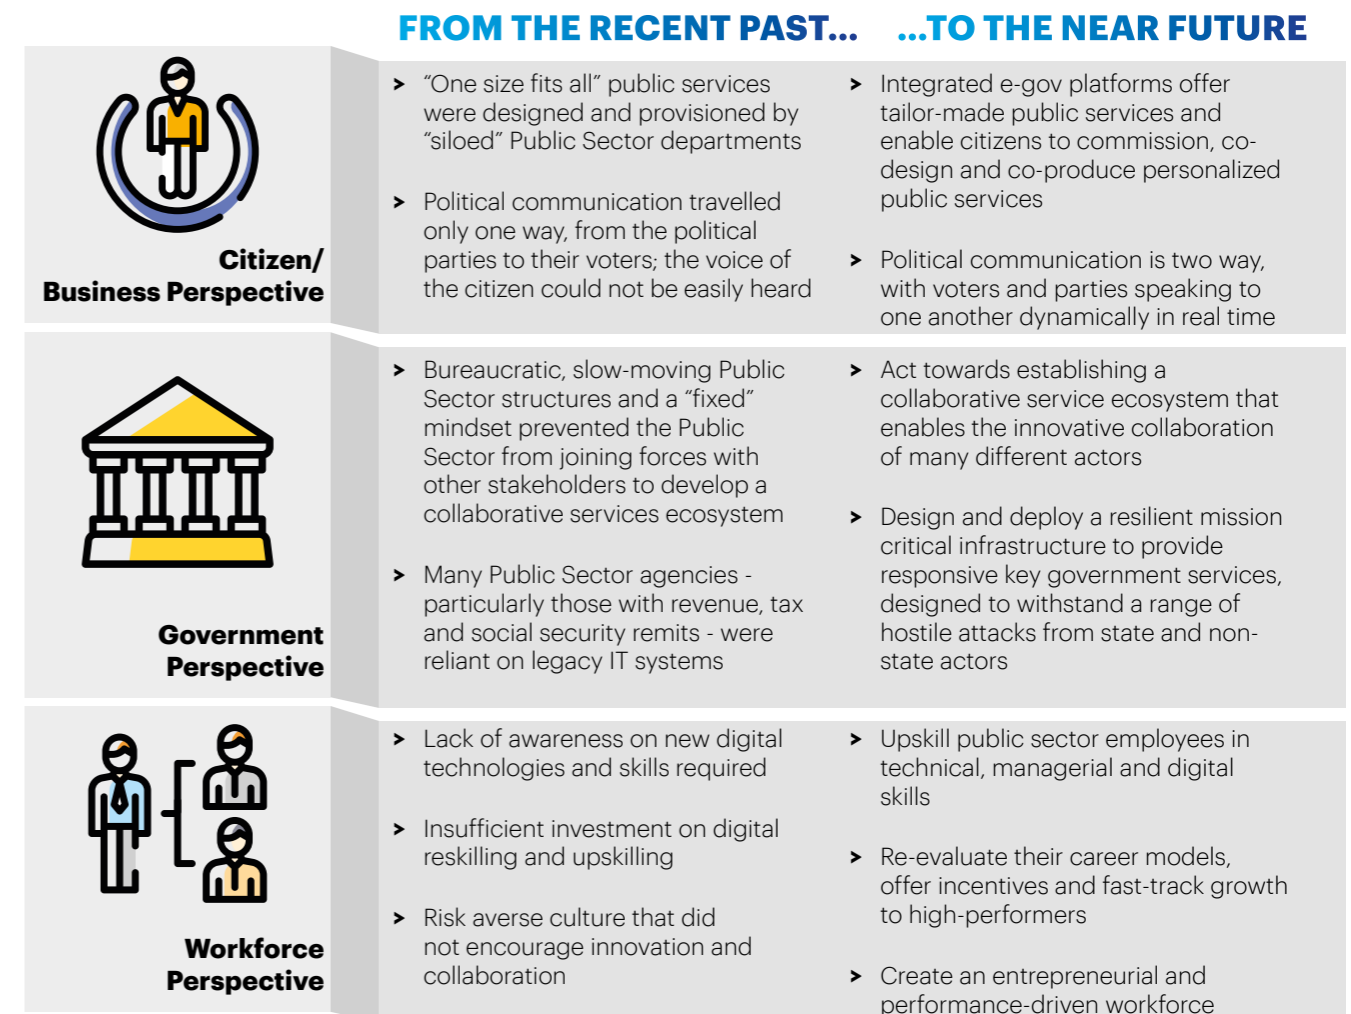 FROM THE RECENT PAST...
...TO THE NEAR FUTURE
Citizen/
Business Perspective
> “One size fits all” public services
were designed and provisioned by
“siloed” Public Sector departments
> Political communication travelled
only one way, from the political
parties to their voters; the voice of
the citizen could not be easily heard
> Integrated e-gov platforms offer
tailor-made public services and
enable citizens to commission, co-
design and co-produce personalized
public services
> Political communication is two way,
with voters and parties speaking to
one another dynamically in real time
Government
Perspective
> Bureaucratic, slow-moving Public
Sector structures and a “fixed”
mindset prevented the Public
Sector from joining forces with
other stakeholders to develop a
collaborative services ecosystem
> Many Public Sector agencies -
particularly those with revenue, tax
and social security remits - were
reliant on legacy IT systems
> Act towards establishing a
collaborative service ecosystem that
enables the innovative collaboration
of many different actors
> Design and deploy a resilient mission
critical infrastructure to provide
responsive key government services,
designed to withstand a range of
hostile attacks from state and non-
state actors
Workforce
Perspective
> Lack of awareness on new digital
technologies and skills required
> Insufficient investment on digital
reskilling and upskilling
> Risk averse culture that did
not encourage innovation and
collaboration
> Upskill public sector employees in
technical, managerial and digital
skills
> Re-evaluate their career models,
offer incentives and fast-track growth
to high-performers
> Create an entrepreneurial and
performance-driven workforce